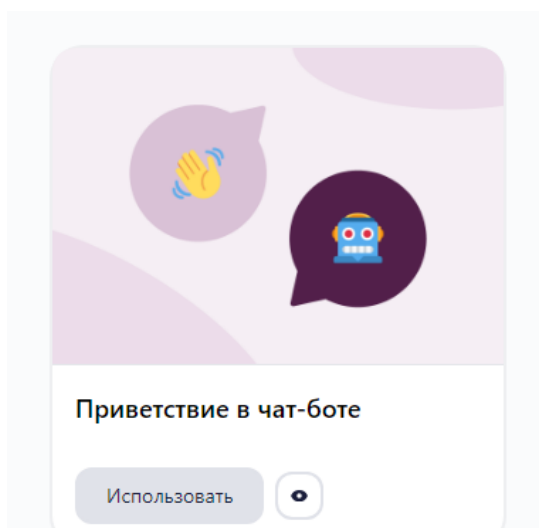 Приветствие в чат-боте
Использовать